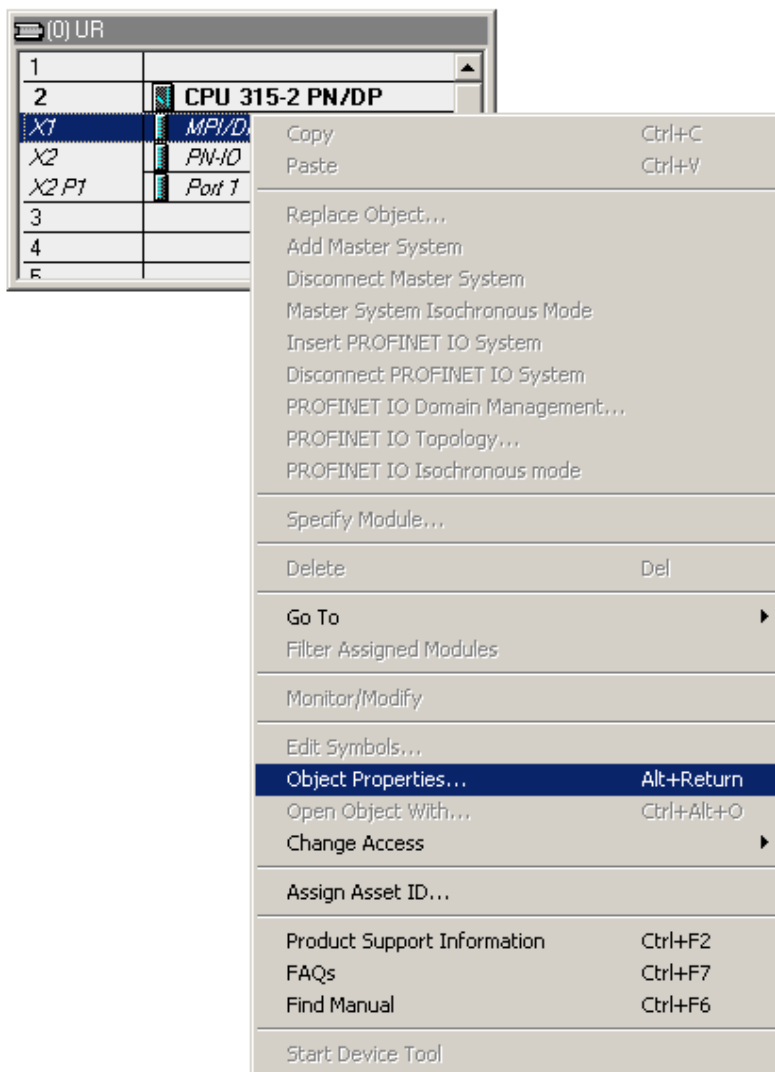 (0) UR
1
2 CPU 315-2 PN/DP
X1
X2 PN-IO
X2 P1 Port 1
3
4
Copy Ctrl+C
Paste Ctrl+V
Replace Object...
Add Master System
Disconnect Master System
Master System Isochronous Mode
Insert PROFINET IO System
Disconnect PROFINET IO System
PROFINET IO Domain Management...
PROFINET IO Topology...
PROFINET IO Isochronous mode
Specify Module...
Delete Del
Go To
Filter Assigned Modules
Monitor/Modify
Edit Symbols...
Object Properties... Alt+Return
Open Object With... Ctrl+Alt+O
Change Access
Assign Asset ID...
Product Support Information Ctrl+F2
FAQs Ctrl+F7
Find Manual Ctrl+F6
Start Device Tool